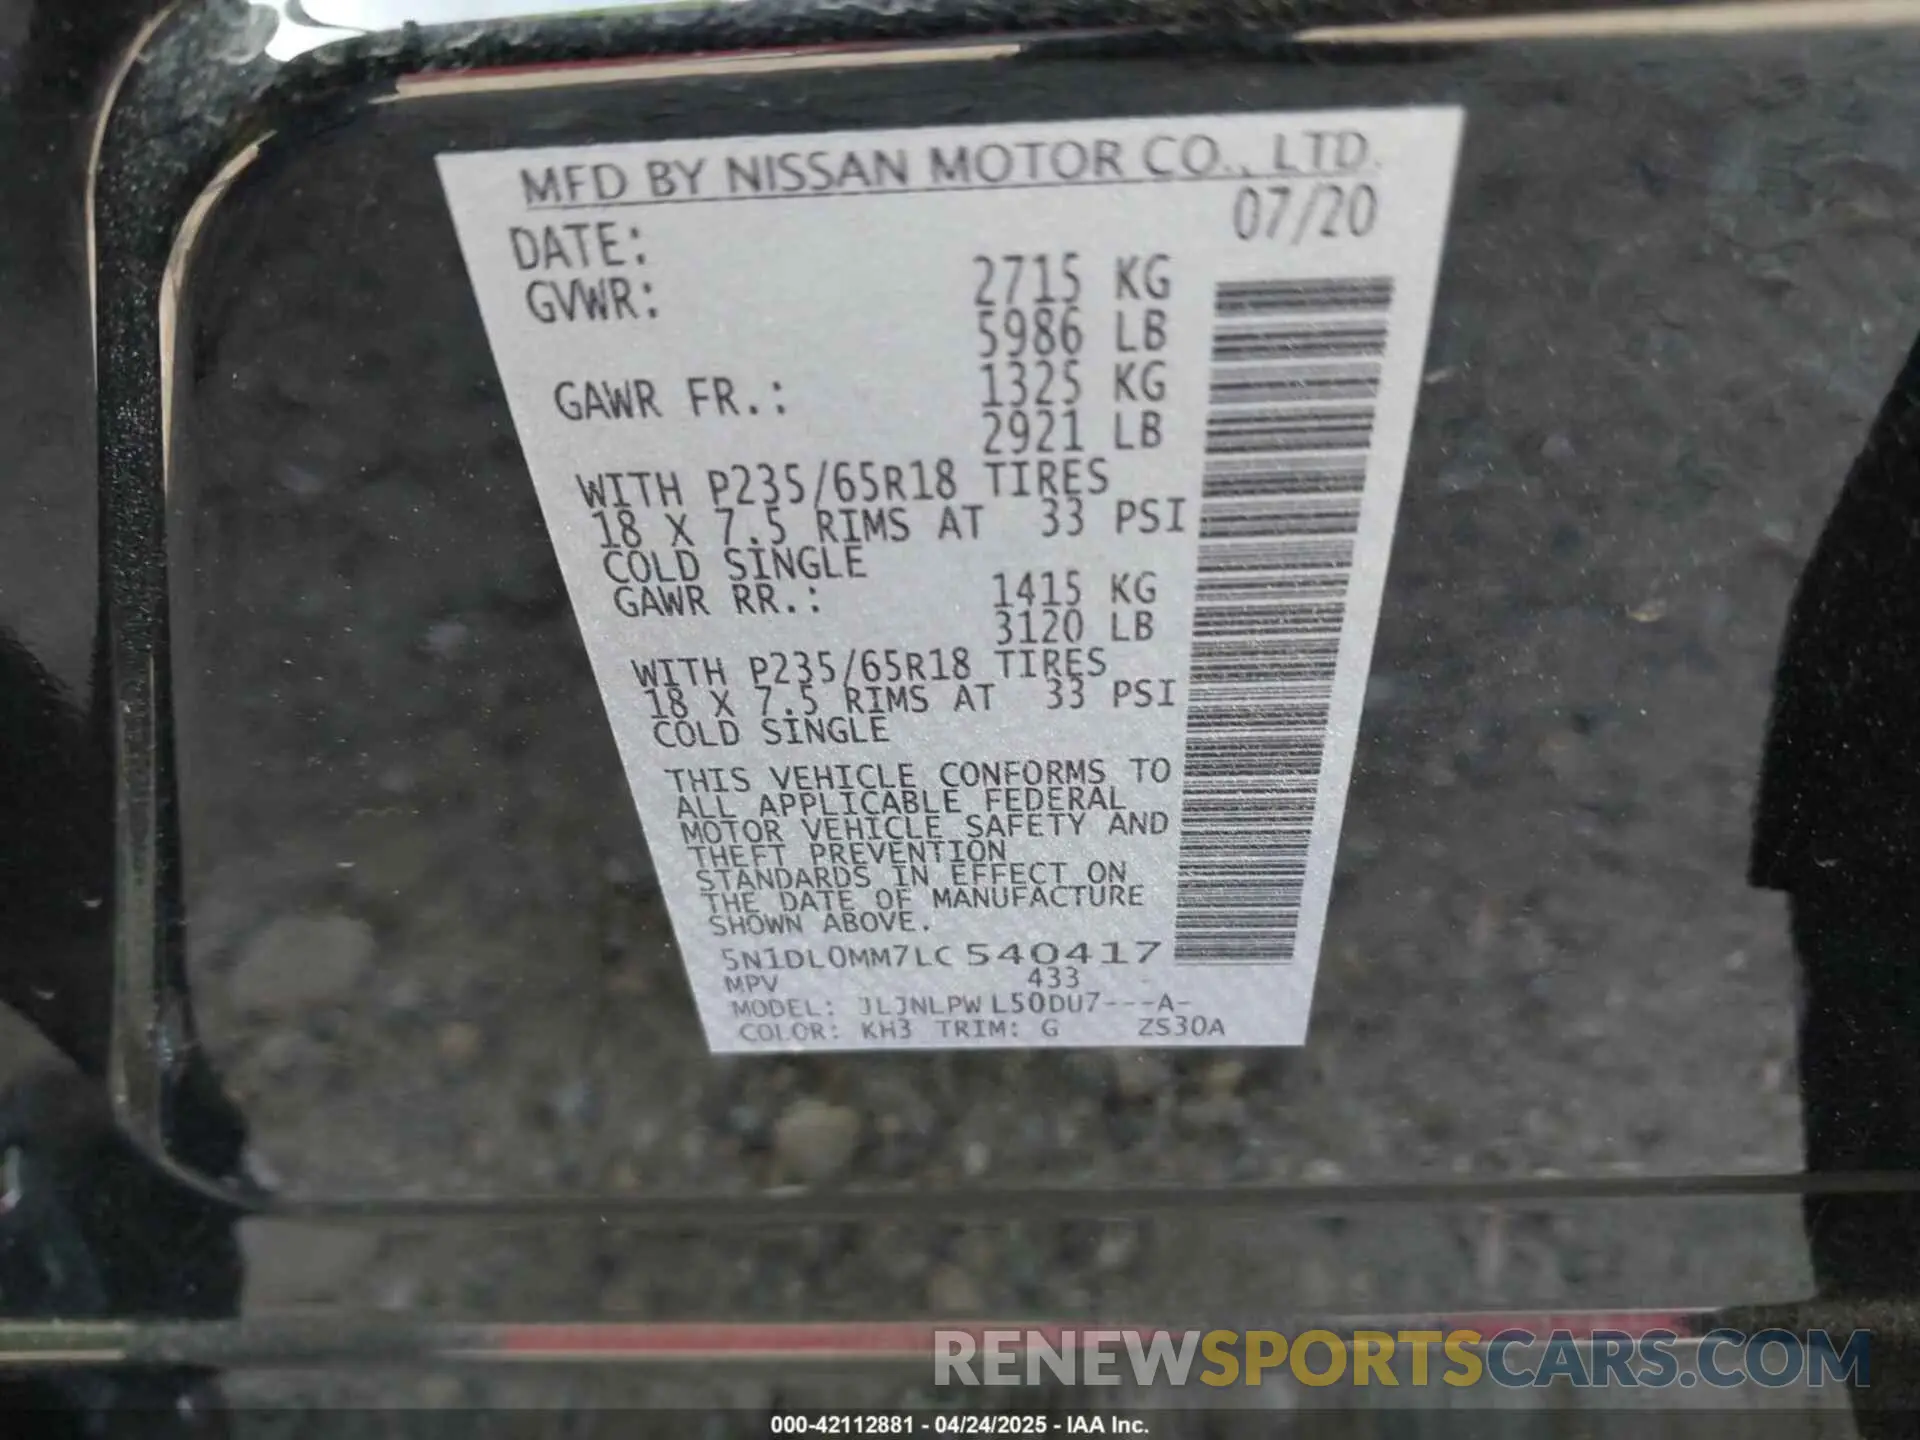 MFD BY NISSAN MOTOR CO., LTD.
DATE: 07/20
GVWR: 2715 KG
5986 LB
GAWR FR.: 1325 KG
2921 LB
WITH P235/65R18 TIRES
18 X 7.5 RIMS AT 33 PSI
COLD SINGLE
GAWR RR.: 1415 KG
3120 LB
WITH P235/65R18 TIRES
18 X 7.5 RIMS AT 33 PSI
COLD SINGLE
THIS VEHICLE CONFORMS TO
ALL APPLICABLE FEDERAL
MOTOR VEHICLE SAFETY AND
THEFT PREVENTION
STANDARDS IN EFFECT ON
THE DATE OF MANUFACTURE
SHOWN ABOVE.
5N1DL0MM7LC 540417
MPV 433
MODEL: JLJNLPW L50DU7---A-
COLOR: KH3 TRIM: G ZS30A
RENEWSPORTSCARS.COM
000-42112881 - 04/24/2025 - IAA Inc.